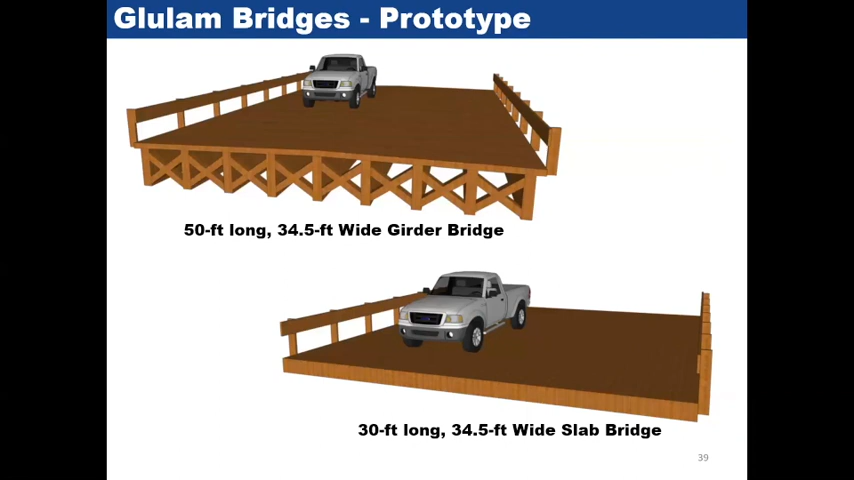 Glulam Bridges - Prototype
50-ft long, 34.5-ft Wide Girder Bridge
30-ft long, 34.5-ft Wide Slab Bridge
39